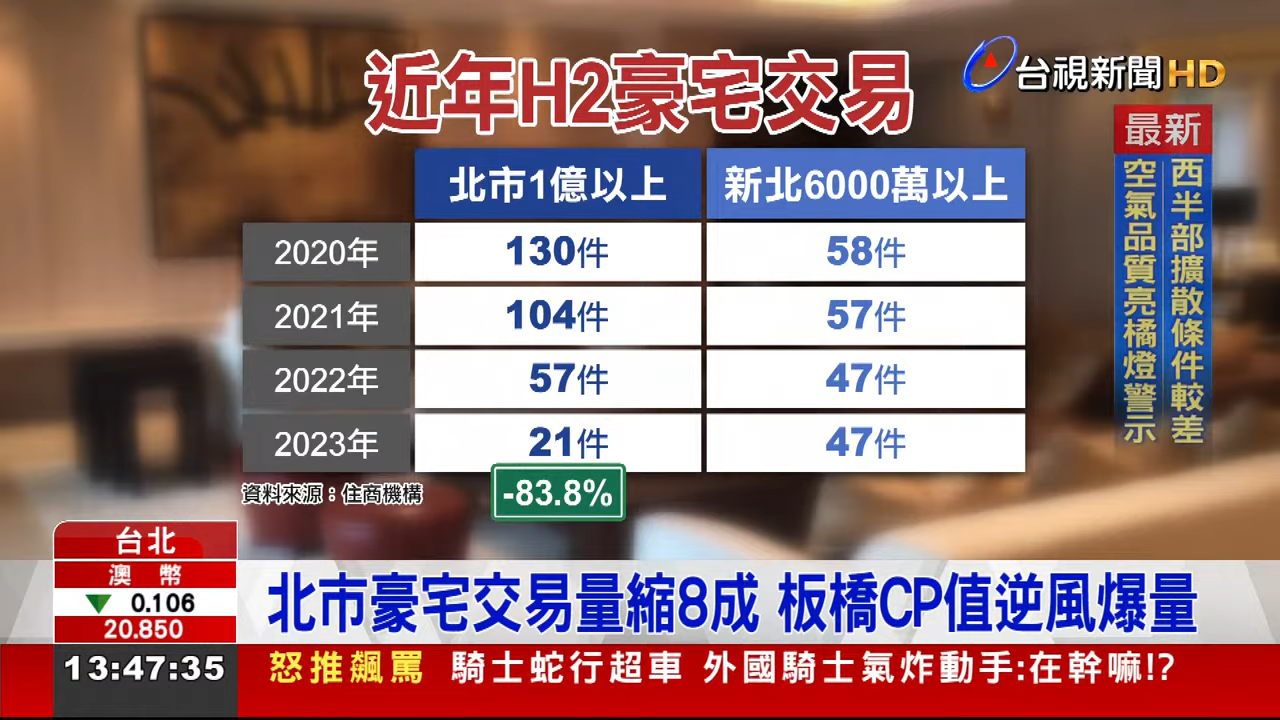 近年H2豪宅交易
台視新聞HD
最新
西半部擴散條件較差
空氣品質亮橘燈警示
北市1億以上 新北6000萬以上
2020年 130件 58件
2021年 104件 57件
2022年 57件 47件
2023年 21件 47件
-83.8%
資料來源：住商機構
台北
澳 幣
▼ 0.106
20.850
北市豪宅交易量縮8成 板橋CP值逆風爆量
13:47:35
怒推飆罵 騎士蛇行超車 外國騎士氣炸動手:在幹嘛!?